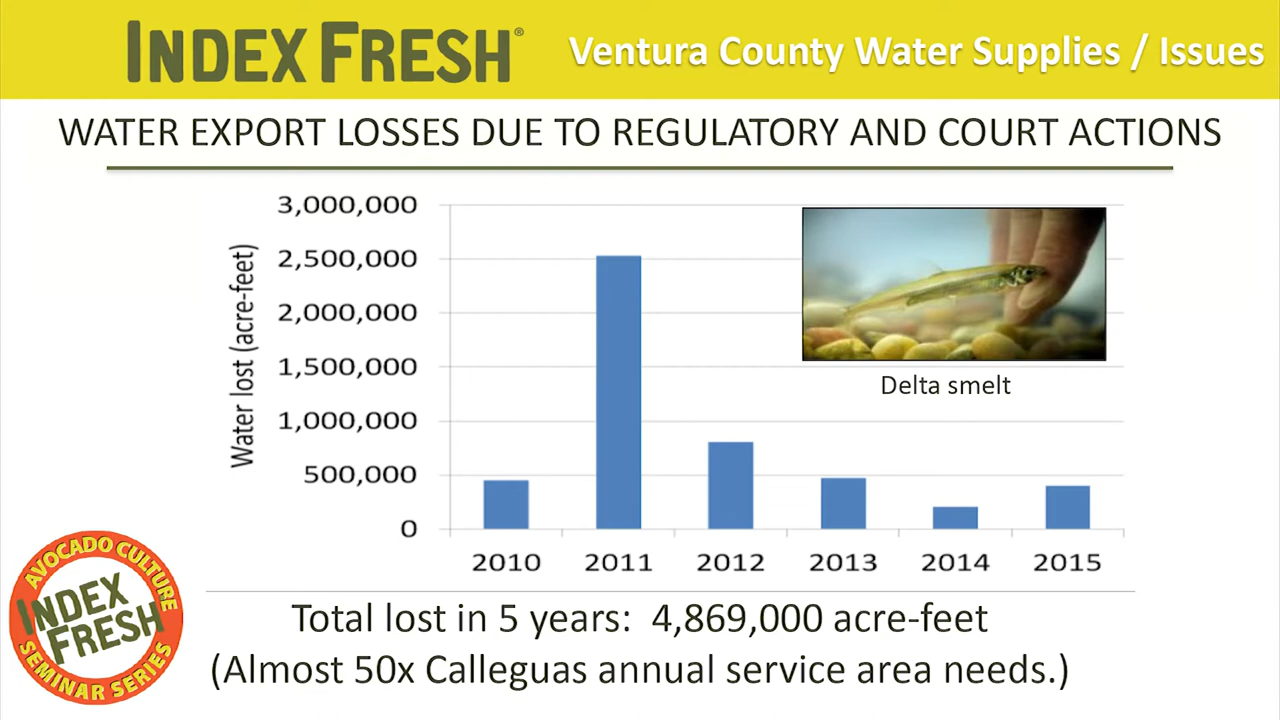 INDEX FRESH®
Ventura County Water Supplies / Issues
WATER EXPORT LOSSES DUE TO REGULATORY AND COURT ACTIONS
Water lost (acre-feet)
3,000,000
2,500,000
2,000,000
1,500,000
1,000,000
500,000
0
Delta smelt
2010 2011 2012 2013 2014 2015
AVOCADO CULTURE
INDEX
FRESH
SEMINAR SERIES
Total lost in 5 years: 4,869,000 acre-feet
(Almost 50x Calleguas annual service area needs.)